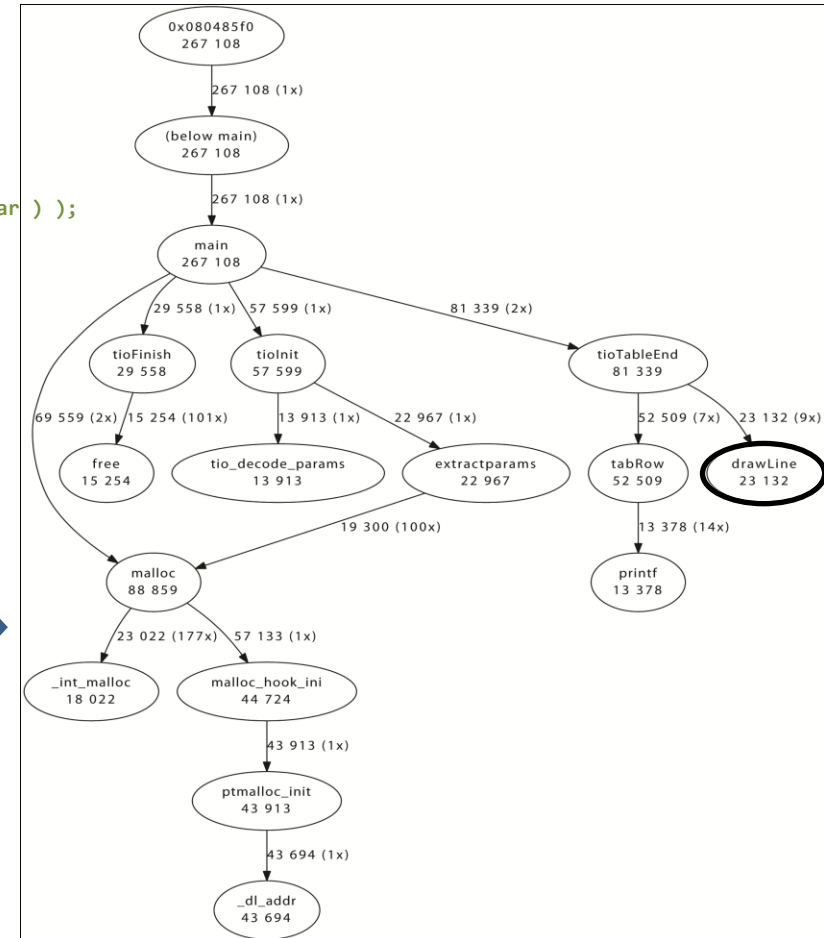 0x080485f0
267 108
267 108 (1x)
(below main)
267 108
267 108 (1x)
ar ) );
main
267 108
29 558 (1x)
57 599 (1x)
81 339 (2x)
tioFinish
29 558
tioInit
57 599
tioTableEnd
81 339
69 559 (2x)
15 254 (101x)
13 913 (1x)
22 967 (1x)
52 509 (7x)
23 132 (9x)
free
15 254
tio_decode_params
13 913
extractparams
22 967
tabRow
52 509
drawLine
23 132
19 300 (100x)
13 378 (14x)
malloc
88 859
printf
13 378
23 022 (177x)
57 133 (1x)
_int_malloc
18 022
malloc_hook_ini
44 724
43 913 (1x)
ptmalloc_init
43 913
43 694 (1x)
_dl_addr
43 694